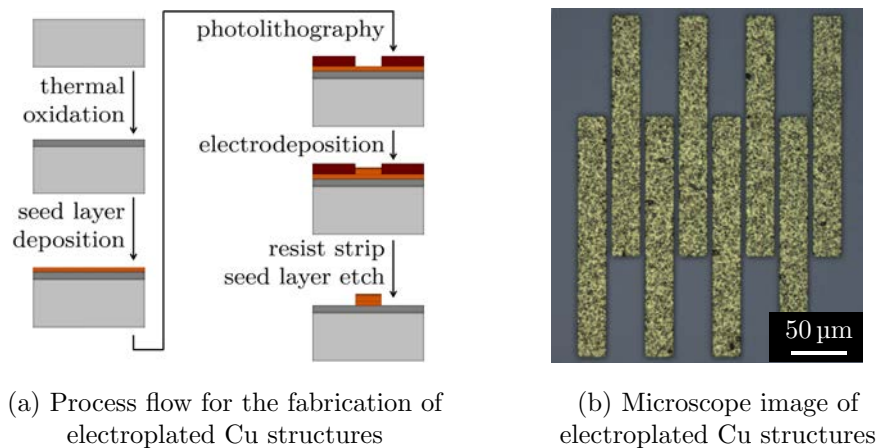 thermal
oxidation
seed layer
deposition
photolithography
electrodeposition
resist strip
seed layer etch
50 µm
(a) Process flow for the fabrication of
electroplated Cu structures
(b) Microscope image of
electroplated Cu structures